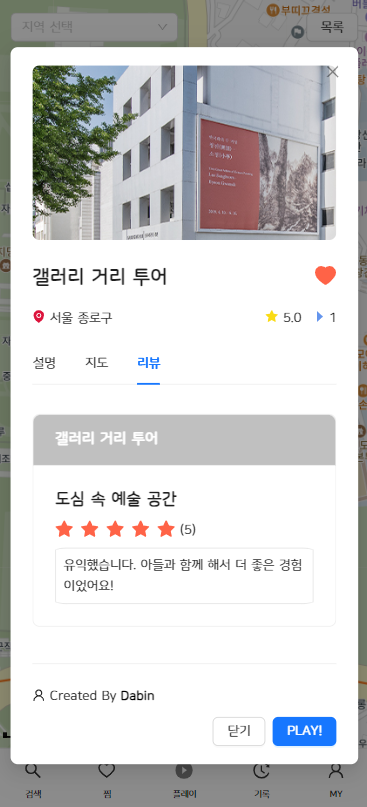 지역 선택
부띠끄경성
목록
갤러리 거리 투어
서울 종로구
5.0
1
설명
지도
리뷰
갤러리 거리 투어
도심 속 예술 공간
(5)
유익했습니다. 아들과 함께 해서 더 좋은 경험
이었어요!
Created By Dabin
닫기
PLAY!
검색
찜
플레이
기록
MY